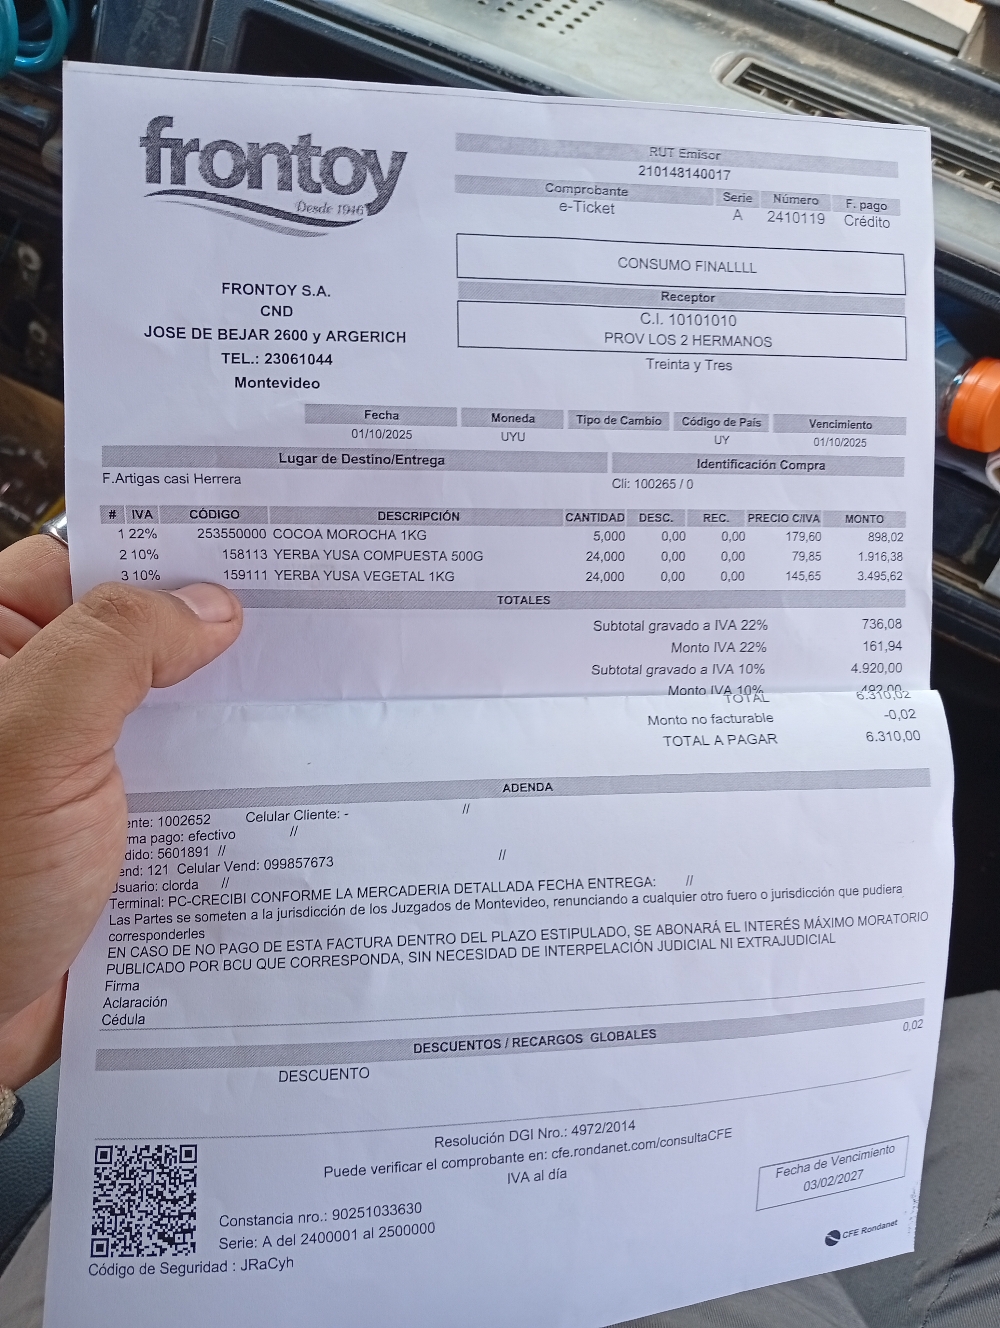 frontoy
Desde 1946
RUT Emisor
210148140017
Comprobante Serie Número F. pago
e-Ticket A 2410119 Crédito
CONSUMO FINALLLL
Receptor
C.I. 10101010
PROV LOS 2 HERMANOS
Treinta y Tres
FRONTOY S.A.
CND
JOSE DE BEJAR 2600 y ARGERICH
TEL.: 23061044
Montevideo
Fecha Moneda Tipo de Cambio Código de País Vencimiento
01/10/2025 UYU UY 01/10/2025
Lugar de Destino/Entrega Identificación Compra
F.Artigas casi Herrera Cli: 100265 / 0
# IVA CÓDIGO DESCRIPCIÓN CANTIDAD DESC. REC. PRECIO C/IVA MONTO
1 22% 253550000 COCOA MOROCHA 1KG 5,000 0,00 0,00 179,60 898,02
2 10% 158113 YERBA YUSA COMPUESTA 500G 24,000 0,00 0,00 79,85 1.916,38
3 10% 159111 YERBA YUSA VEGETAL 1KG 24,000 0,00 0,00 145,65 3.495,62
TOTALES
Subtotal gravado a IVA 22% 736,08
Monto IVA 22% 161,94
Subtotal gravado a IVA 10% 4.920,00
Monto IVA 10% 492,00
TOTAL 6.310,02
Monto no facturable -0,02
TOTAL A PAGAR 6.310,00
ADENDA
ente: 1002652 Celular Cliente: - //
ma pago: efectivo //
dido: 5601891 //
end: 121 Celular Vend: 099857673 //
Usuario: clorda //
Terminal: PC-CRECIBI CONFORME LA MERCADERIA DETALLADA FECHA ENTREGA: //
Las Partes se someten a la jurisdicción de los Juzgados de Montevideo, renunciando a cualquier otro fuero o jurisdicción que pudiera
corresponderles
EN CASO DE NO PAGO DE ESTA FACTURA DENTRO DEL PLAZO ESTIPULADO, SE ABONARÁ EL INTERÉS MÁXIMO MORATORIO
PUBLICADO POR BCU QUE CORRESPONDA, SIN NECESIDAD DE INTERPELACIÓN JUDICIAL NI EXTRAJUDICIAL
Firma
Aclaración
Cédula
DESCUENTOS / RECARGOS GLOBALES
DESCUENTO 0,02
Resolución DGI Nro.: 4972/2014
Puede verificar el comprobante en: cfe.rondanet.com/consultaCFE
IVA al día
Fecha de Vencimiento
03/02/2027
Constancia nro.: 90251033630
Serie: A del 2400001 al 2500000
Código de Seguridad : JRaCyh
CFE Rondanet